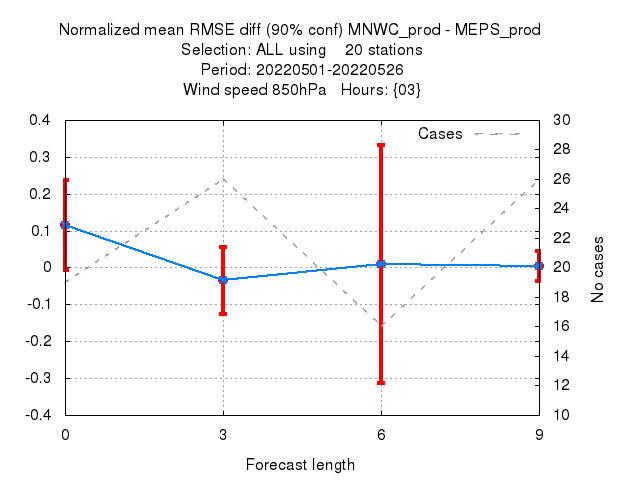 Normalized mean RMSE diff (90% conf) MNWC_prod - MEPS_prod
Selection: ALL using 20 stations
Period: 20220501-20220526
Wind speed 850hPa Hours: {03}
Cases
0.4
0.3
0.2
0.1
0
-0.1
-0.2
-0.3
-0.4
30
28
26
24
22
20
18
16
14
12
10
No cases
0 3 6 9
Forecast length